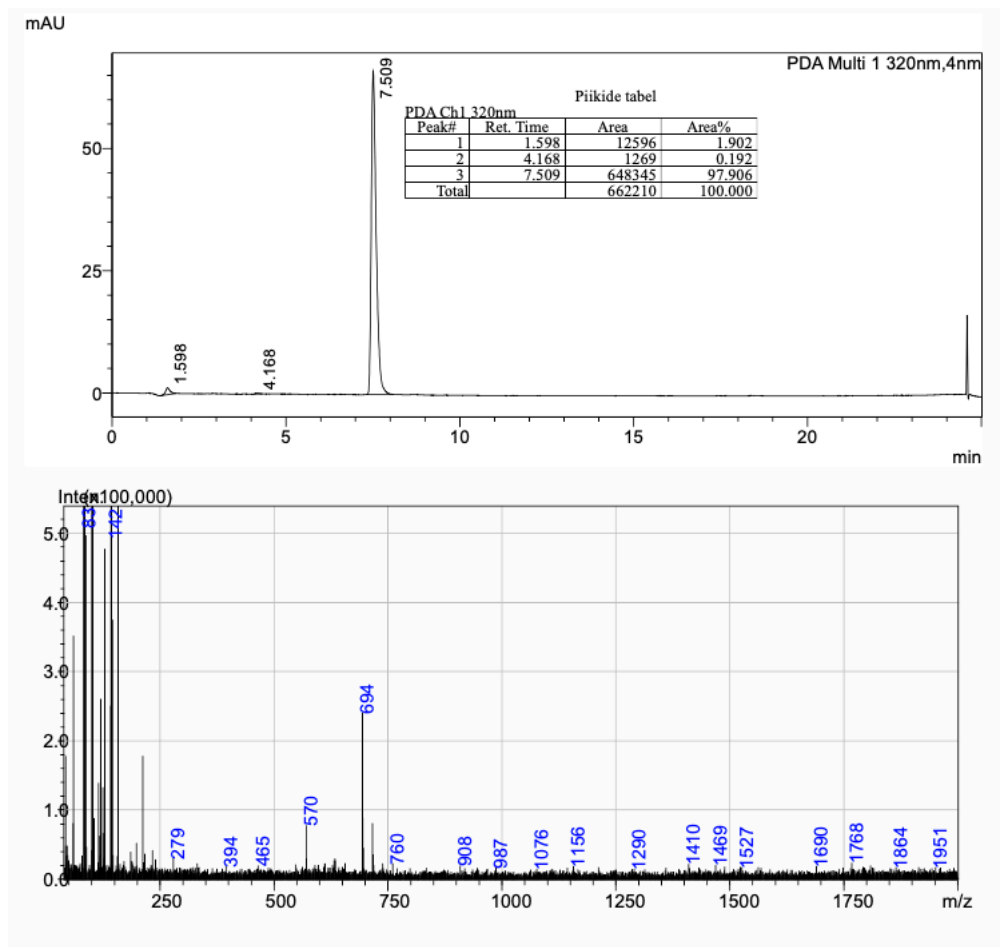 mAU
PDA Multi 1 320nm,4nm
7.509
Piikide tabel
PDA Ch1 320nm
Peak# Ret. Time Area Area%
1 1.598 12596 1.902
2 4.168 1269 0.192
3 7.509 648345 97.906
Total 662210 100.000
50
25
1.598
4.168
0
0 5 10 15 20
min
(x100,000)
83 142
5.0
4.0
3.0
694
2.0
1.0
570
279 394 465 760 908 987 1076 1156 1290 1410 1469 1527 1690 1768 1864 1951
0.0
250 500 750 1000 1250 1500 1750 m/z